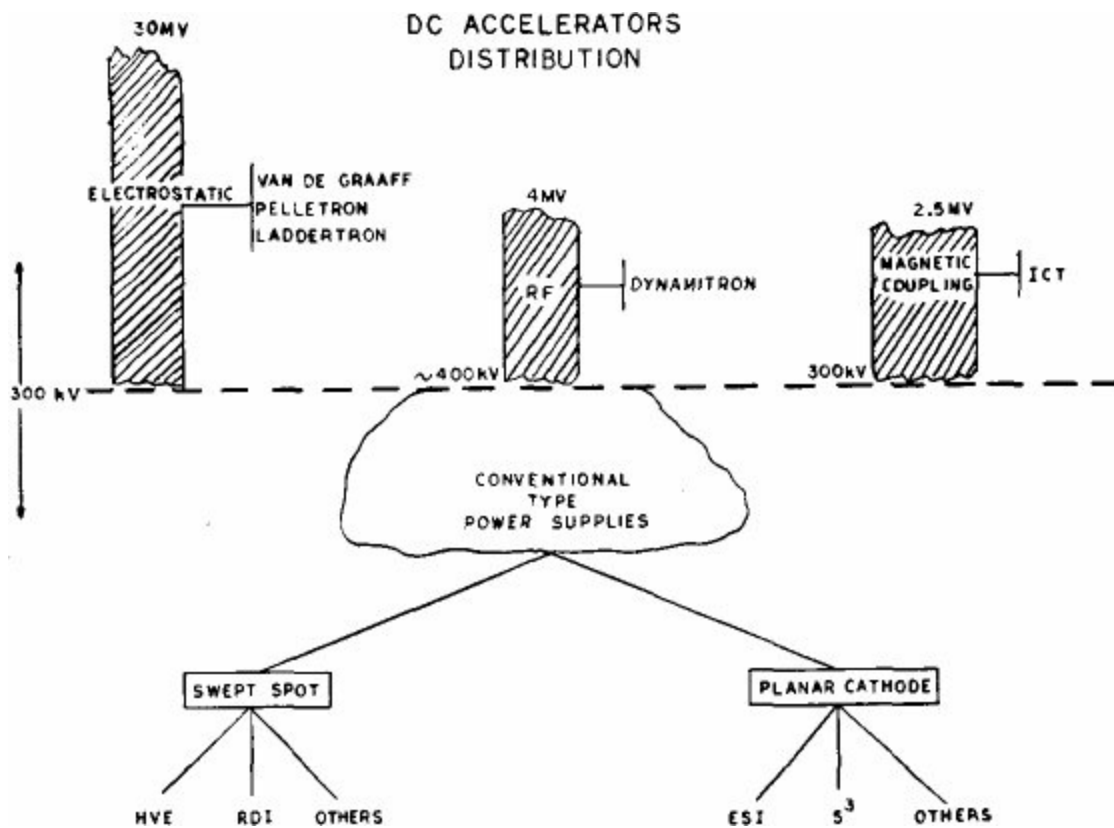 DC ACCELERATORS
DISTRIBUTION
30MV
ELECTROSTATIC
VAN DE GRAAFF
PELLETRON
LADDERTRON
4MV
RF
DYNAMITRON
2.5MV
MAGNETIC
COUPLING
ICT
300 kV
~400kV
300kV
CONVENTIONAL
TYPE
POWER SUPPLIES
SWEPT SPOT
PLANAR CATHODE
HVE RDI OTHERS
ESI S³ OTHERS